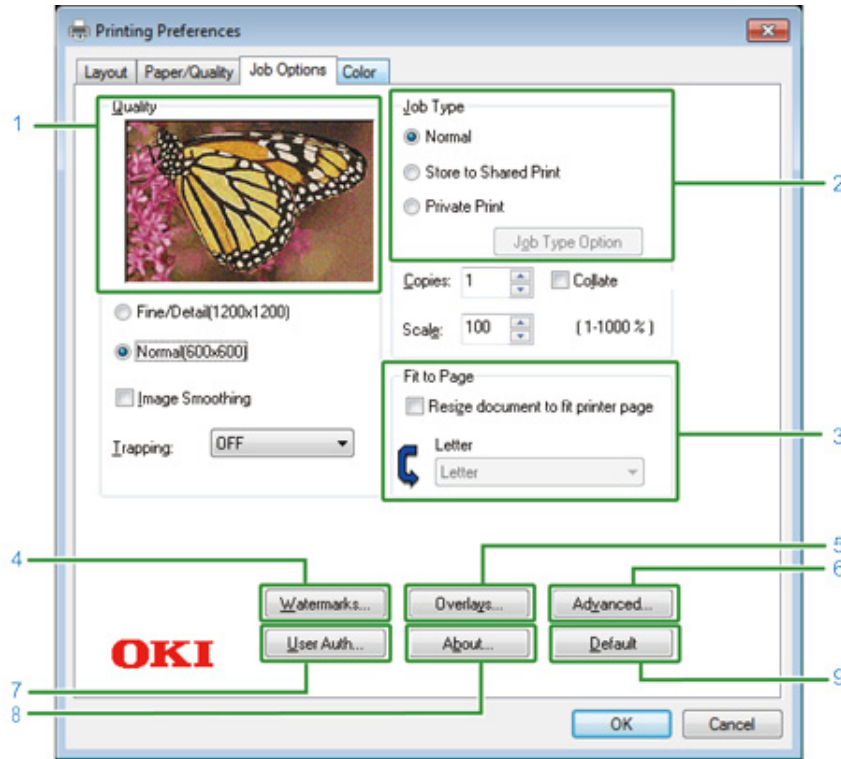 Printing Preferences
Layout Paper/Quality Job Options Color
1
Quality
Job Type
Normal
2
Store to Shared Print
Private Print
Job Type Option
Copies: 1 Collate
Fine/Detail(1200x1200)
Scale: 100 (1-1000 %)
Normal(600x600)
Fit to Page
Image Smoothing
Resize document to fit printer page
3
Trapping: OFF
Letter
Letter
4
5
6
Watermarks... Overlays... Advanced...
OKI
User Auth... About... Default
7
8
9
OK Cancel